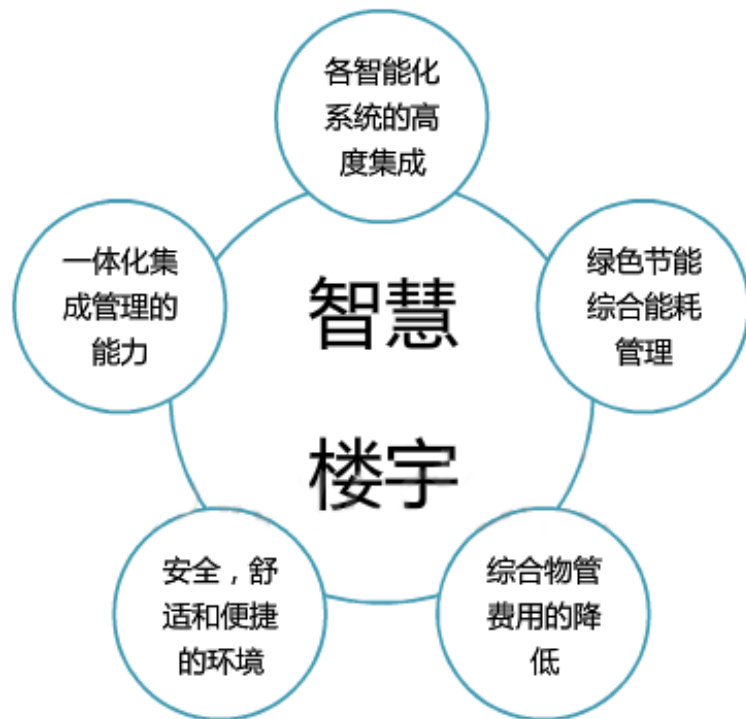 各智能化
系统的高
度集成
一体化集
成管理的
能力
智慧
楼宇
绿色节能
综合能耗
管理
安全，舒
适和便捷
的环境
综合物管
费用的降
低